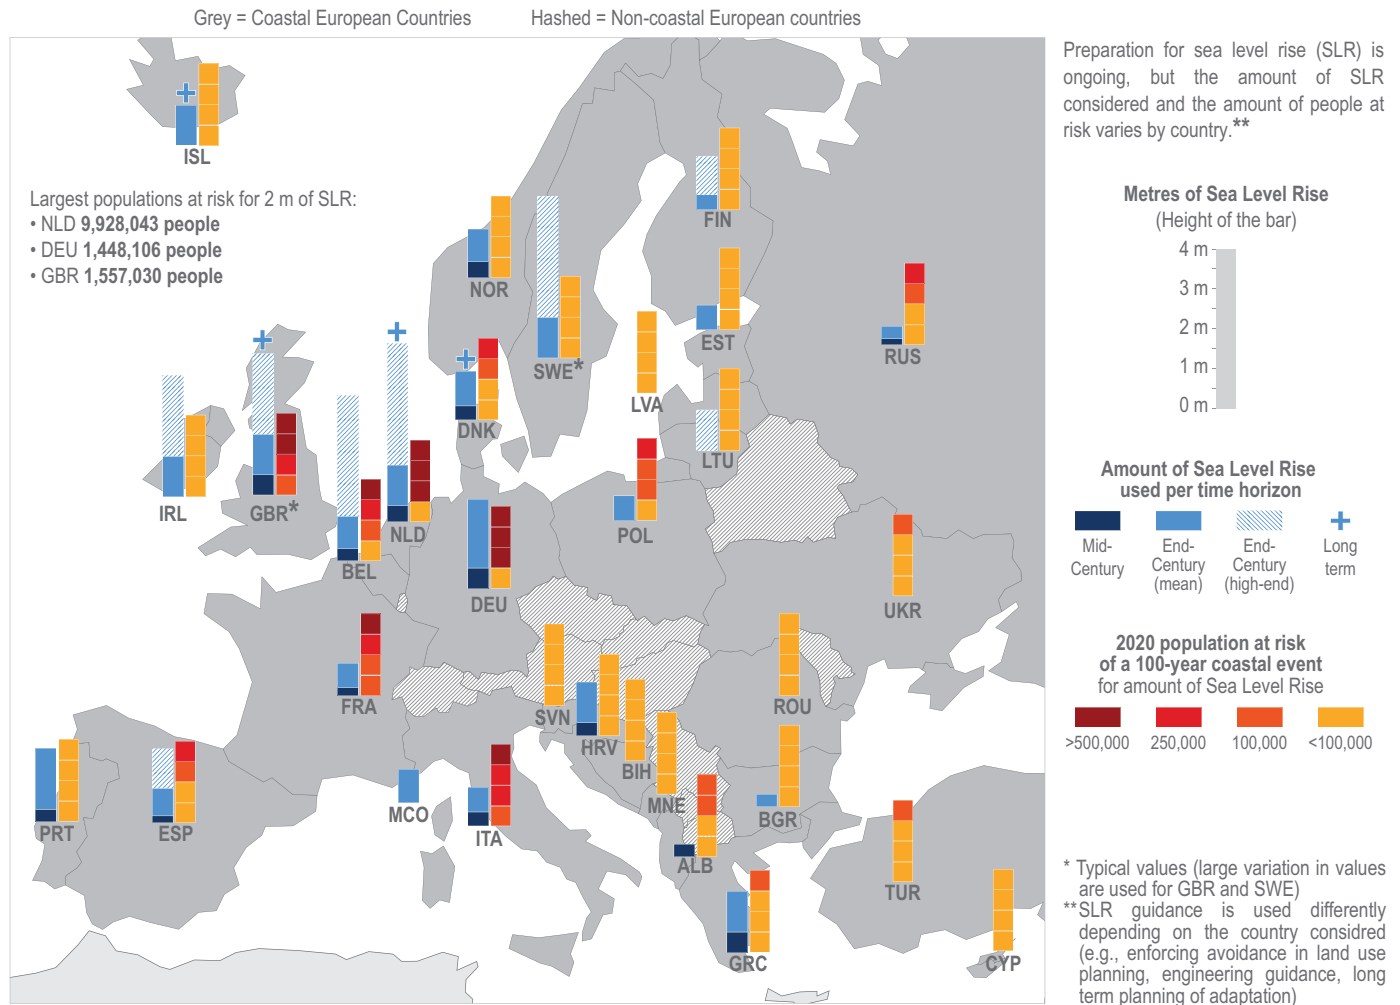 Grey = Coastal European Countries
Hashed = Non-coastal European countries
ISL
Largest populations at risk for 2 m of SLR:
• NLD 9,928,043 people
• DEU 1,448,106 people
• GBR 1,557,030 people
FIN
NOR
EST
RUS
SWE*
LVA
DNK
LTU
IRL
GBR*
NLD
POL
BEL
DEU
UKR
FRA
SVN
ROU
HRV
BIH
MNE
MCO
BGR
PRT
ESP
ITA
ALB
TUR
GRC
CYP
Preparation for sea level rise (SLR) is
ongoing, but the amount of SLR
considered and the amount of people at
risk varies by country.**
Metres of Sea Level Rise
(Height of the bar)
4 m
3 m
2 m
1 m
0 m
Amount of Sea Level Rise
used per time horizon
Mid-
Century
End-
Century
(mean)
End-
Century
(high-end)
Long
term
2020 population at risk
of a 100-year coastal event
for amount of Sea Level Rise
>500,000
250,000
100,000
<100,000
* Typical values (large variation in values
are used for GBR and SWE)
**SLR guidance is used differently
depending on the country considred
(e.g., enforcing avoidance in land use
planning, engineering guidance, long
term planning of adaptation)